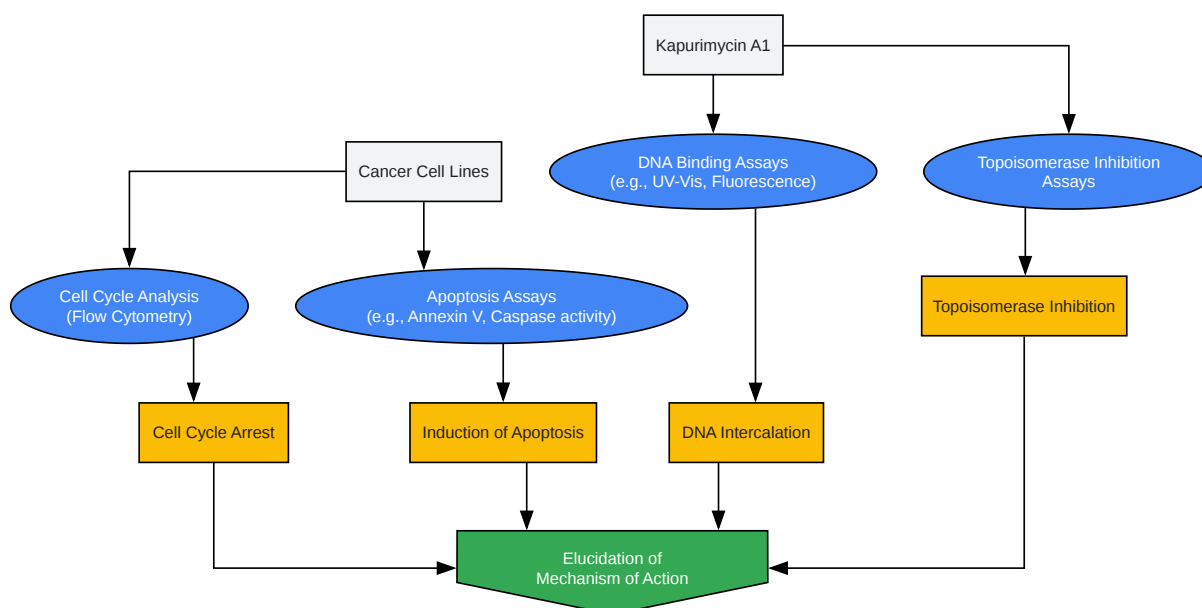 Kapurimycin A1
DNA Binding Assays
(e.g., UV-Vis, Fluorescence)
Topoisomerase Inhibition
Assays
Cancer Cell Lines
Cell Cycle Analysis
(Flow Cytometry)
Apoptosis Assays
(e.g., Annexin V, Caspase activity)
Topoisomerase Inhibition
Cell Cycle Arrest
Induction of Apoptosis
DNA Intercalation
Elucidation of
Mechanism of Action